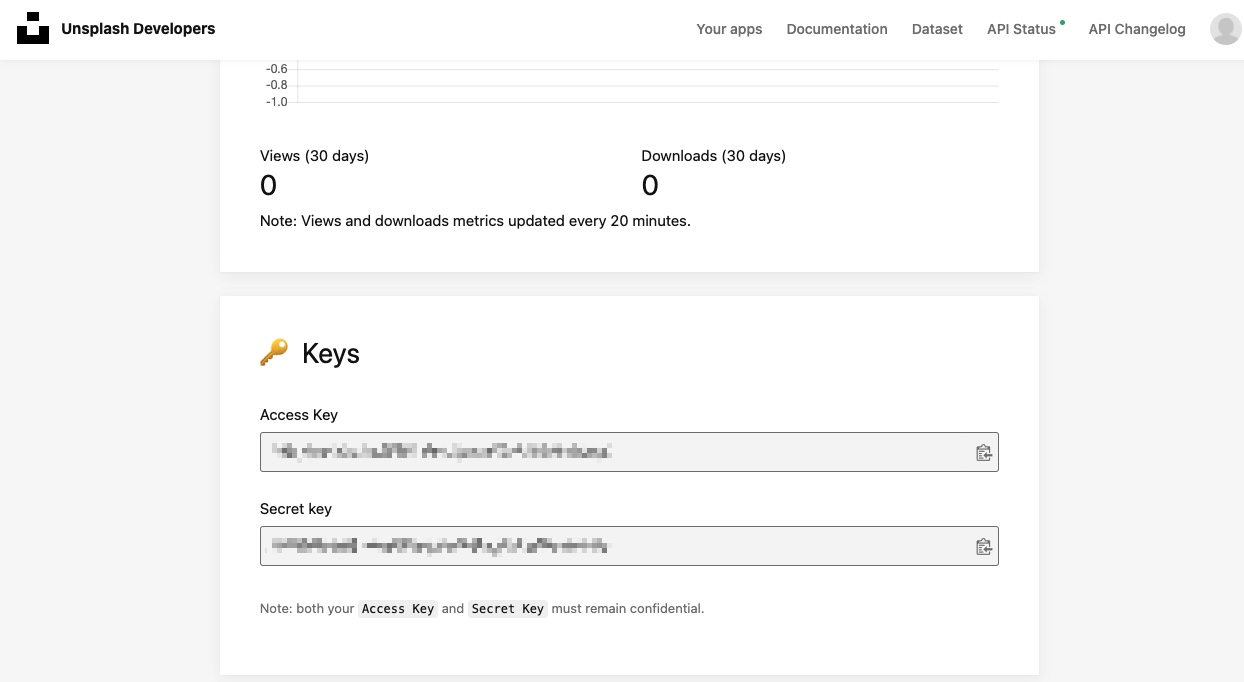 Unsplash Developers
Your apps Documentation Dataset API Status API Changelog
-0.6
-0.8
-1.0
Views (30 days) Downloads (30 days)
0 0
Note: Views and downloads metrics updated every 20 minutes.
🔑 Keys
Access Key
Secret key
Note: both your Access Key and Secret Key must remain confidential.